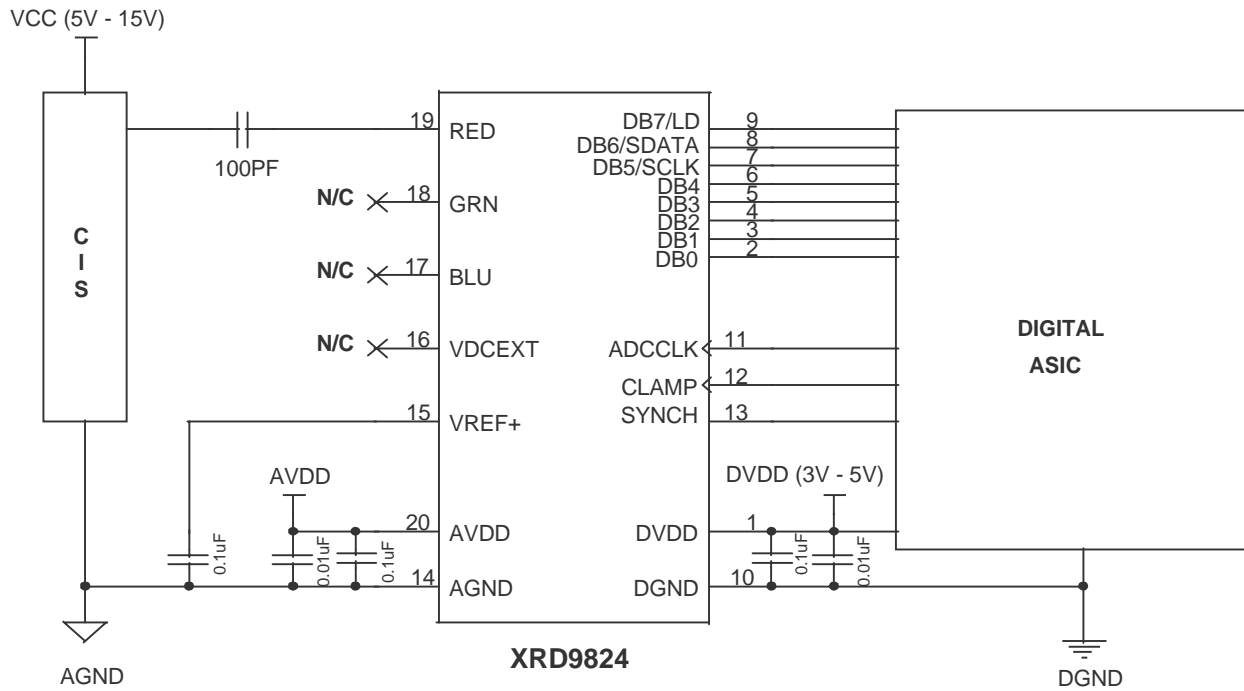 VCC (5V - 15V)
C
I
S
100PF
19 RED
N/C 18 GRN
N/C 17 BLU
N/C 16 VDCEXT
15 VREF+
AVDD
20 AVDD
14 AGND
0.1uF
0.01uF
0.1uF
AGND
DB7/LD 9
DB6/SDATA 8
DB5/SCLK 7
DB4 6
DB3 5
DB2 4
DB1 3
DB0 2
ADCCLK 11
CLAMP 12
SYNCH 13
DVDD (3V - 5V)
DVDD 1
DGND 10
0.1uF
0.01uF
XRD9824
DIGITAL
ASIC
DGND